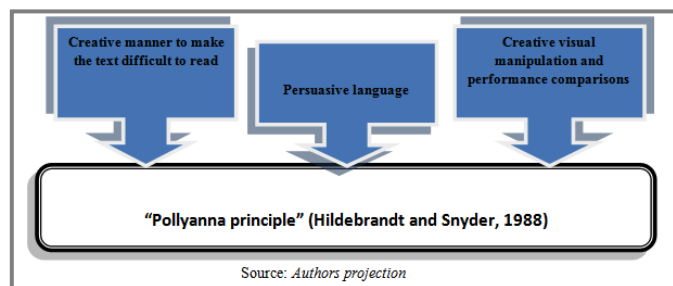 Creative manner to make
the text difficult to read
Persuasive language
Creative visual
manipulation and
performance comparisons
“Pollyanna principle” (Hildebrandt and Snyder, 1988)
Source: Authors projection